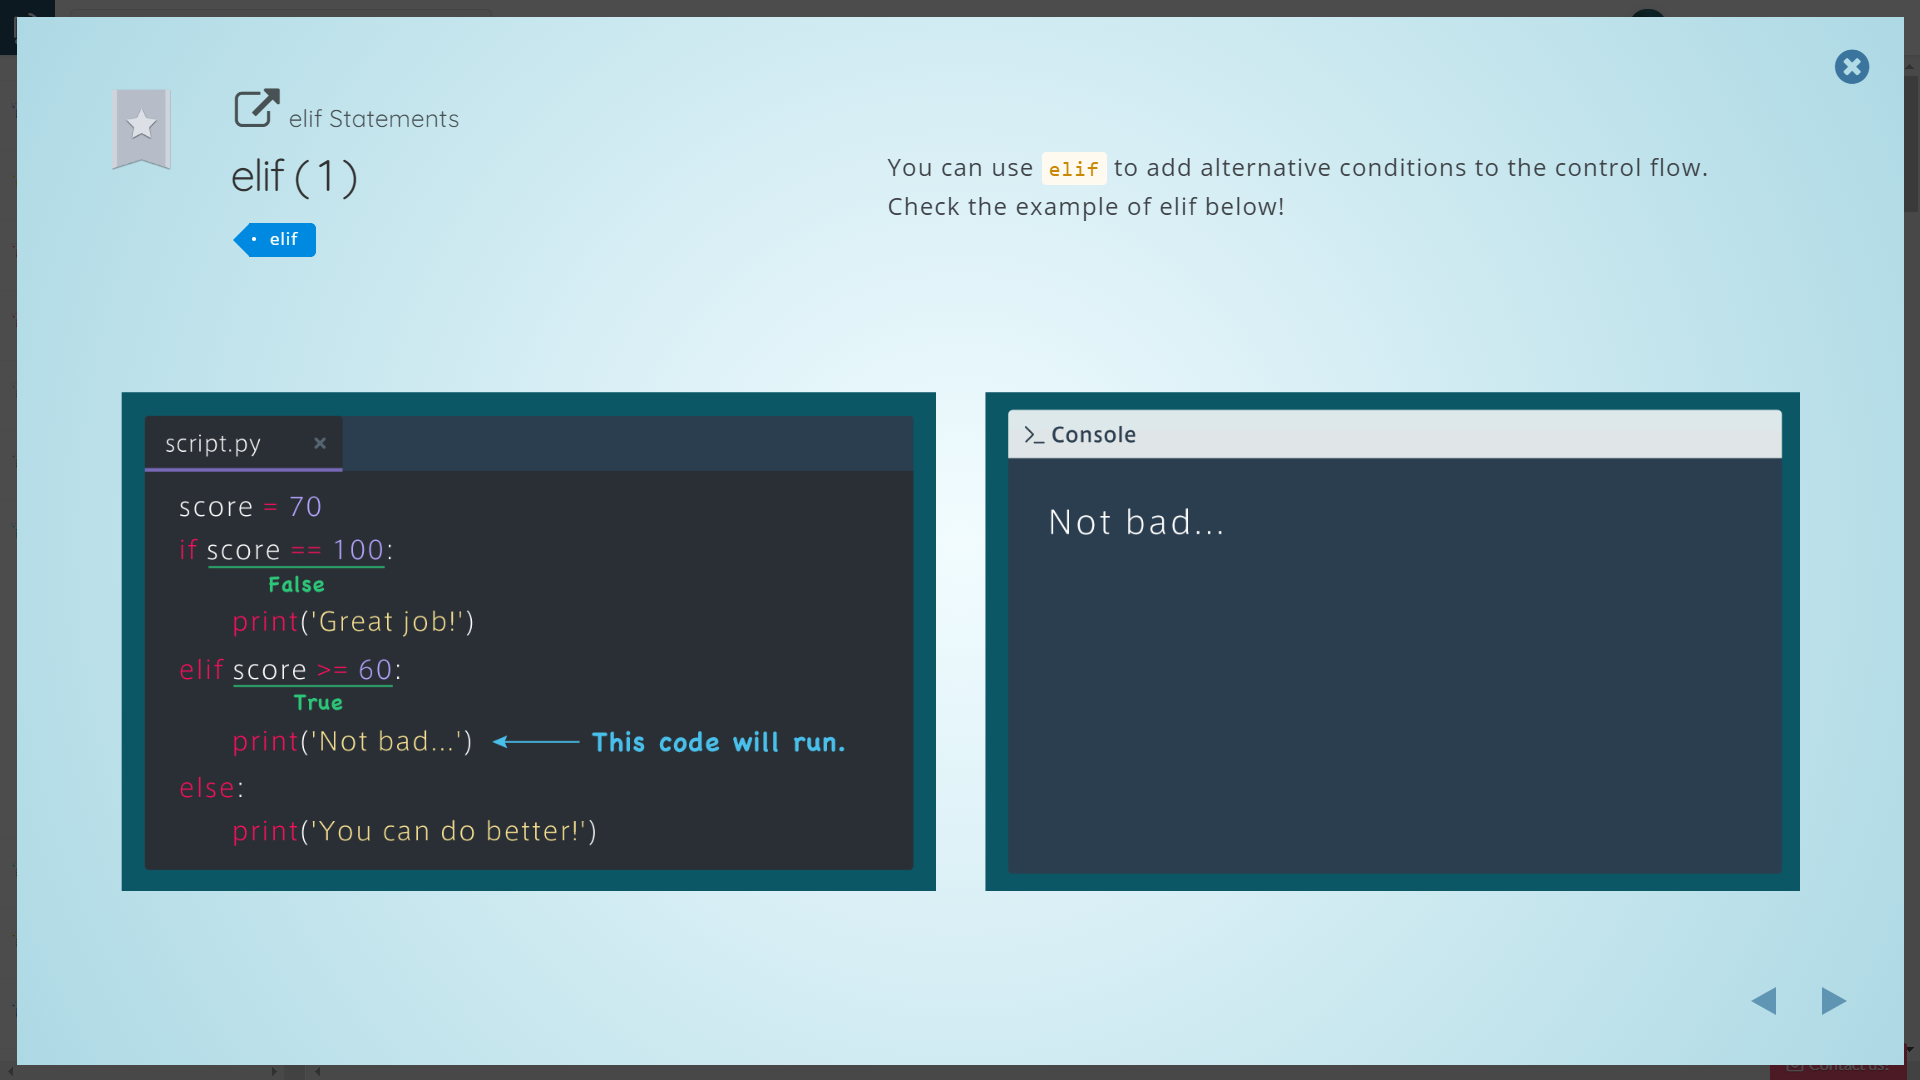 elif Statements
elif (1)
elif
You can use elif to add alternative conditions to the control flow.
Check the example of elif below!
script.py
score = 70
if score == 100:
False
print('Great job!')
elif score >= 60:
True
print('Not bad...')
This code will run.
else:
print('You can do better!')
>_ Console
Not bad...
Contact us!